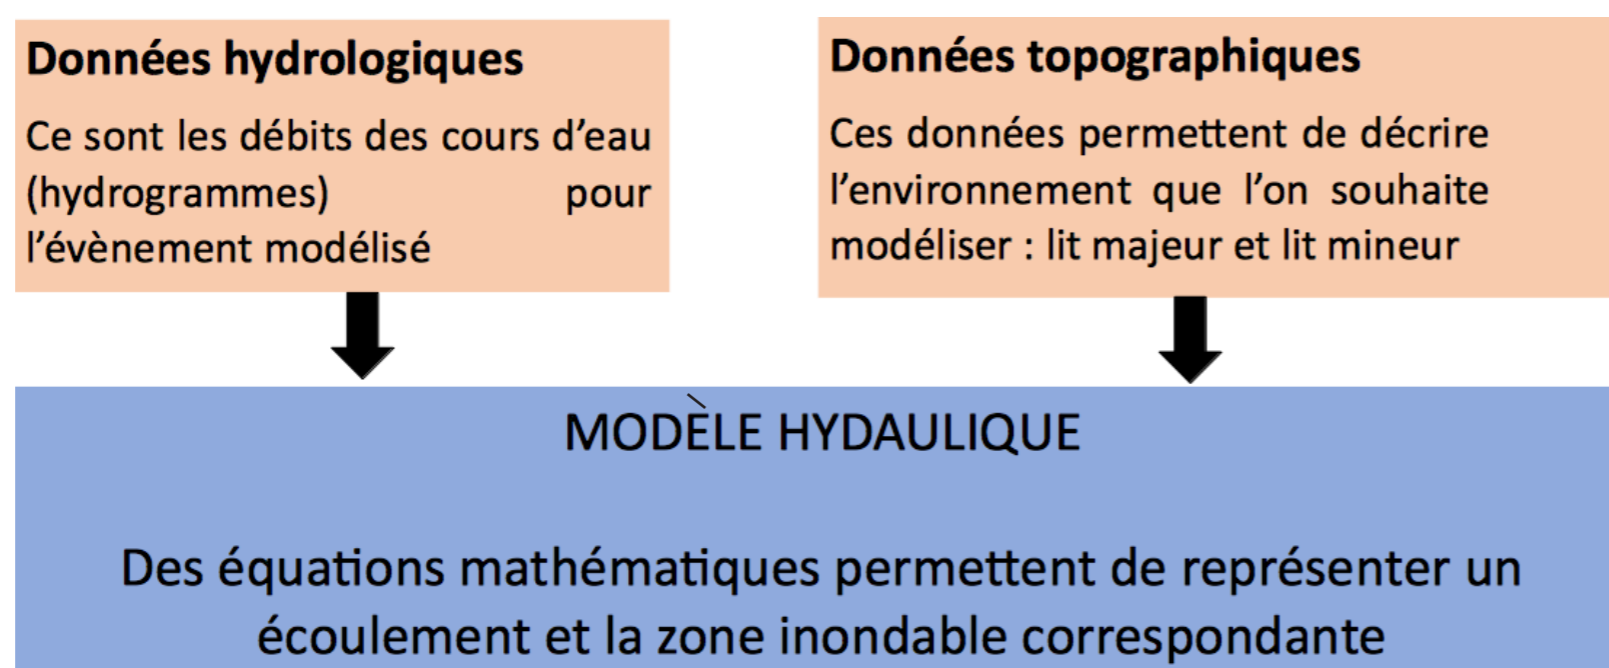 Données hydrologiques
Ce sont les débits des cours d’eau
(hydrogrammes) pour
l’évènement modélisé
Données topographiques
Ces données permettent de décrire
l’environnement que l’on souhaite
modéliser : lit majeur et lit mineur
MODÈLE HYDAULIQUE
Des équations mathématiques permettent de représenter un
écoulement et la zone inondable correspondante